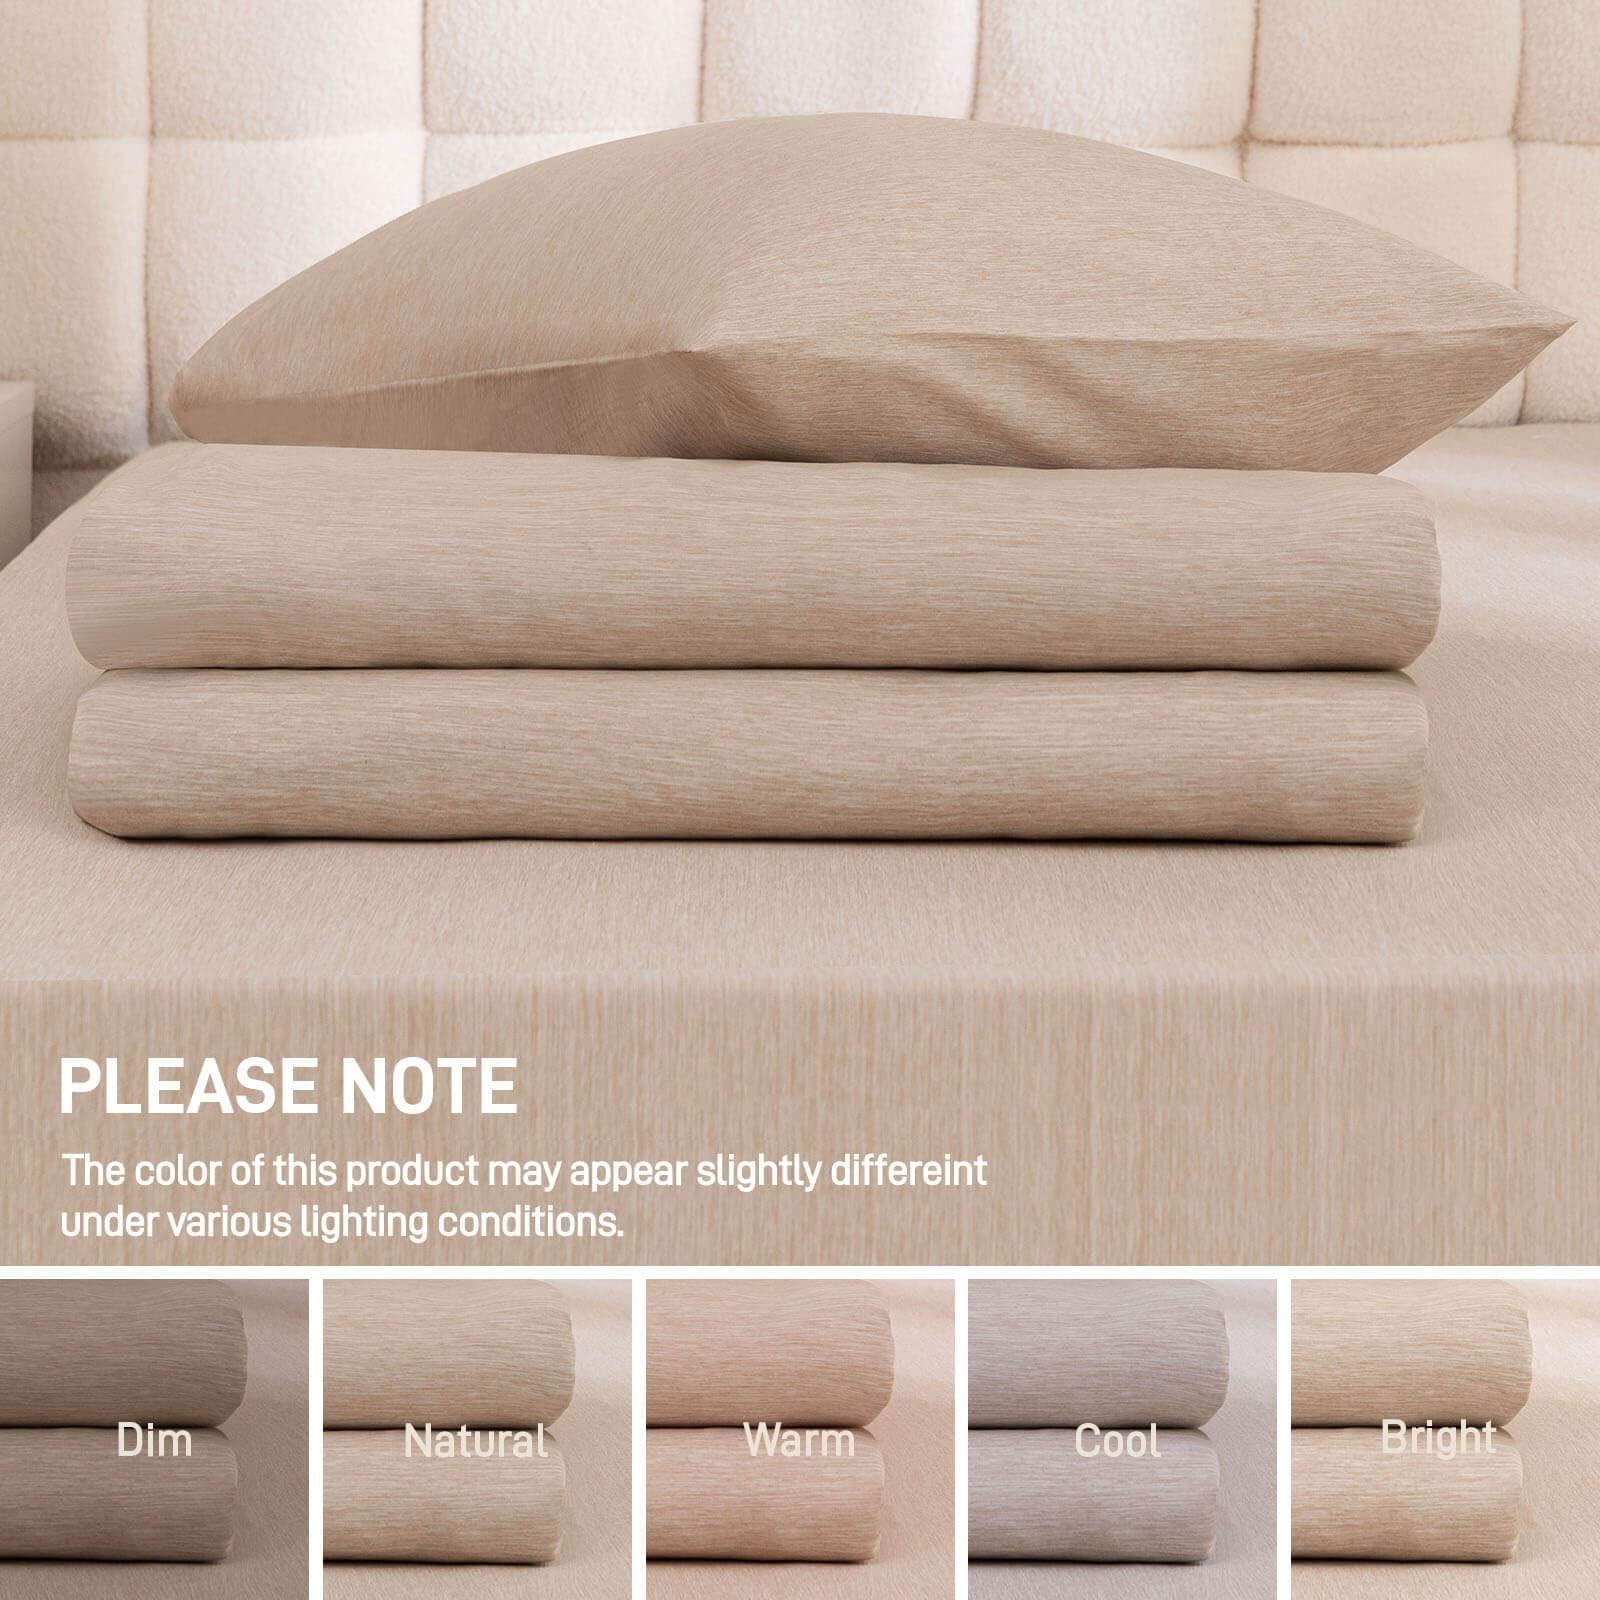 PLEASE NOTE
The color of this product may appear slightly differeint
under various lighting conditions.
Dim
Natural
Warm
Cool
Bright